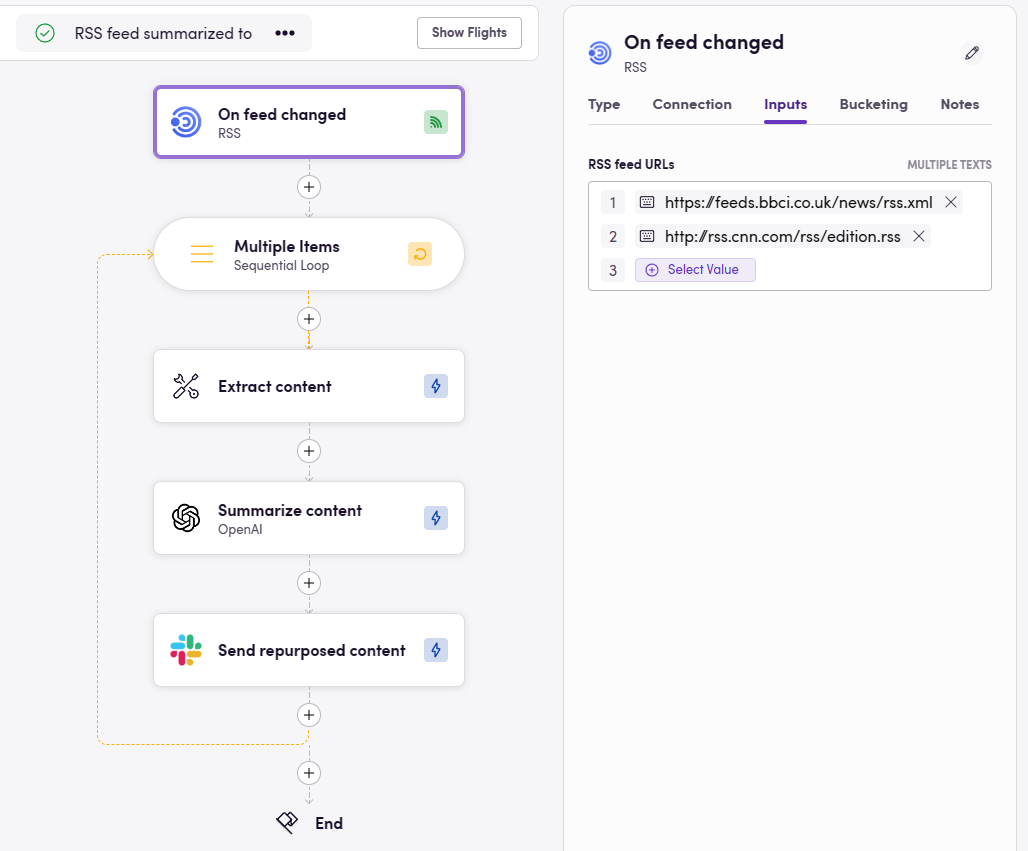 RSS feed summarized to •••
Show Flights
On feed changed
RSS
Multiple Items
Sequential Loop
Extract content
Summarize content
OpenAI
Send repurposed content
End
On feed changed
RSS
Type Connection Inputs Bucketing Notes
RSS feed URLs MULTIPLE TEXTS
1 https://feeds.bbci.co.uk/news/rss.xml
2 http://rss.cnn.com/rss/edition.rss
3 Select Value